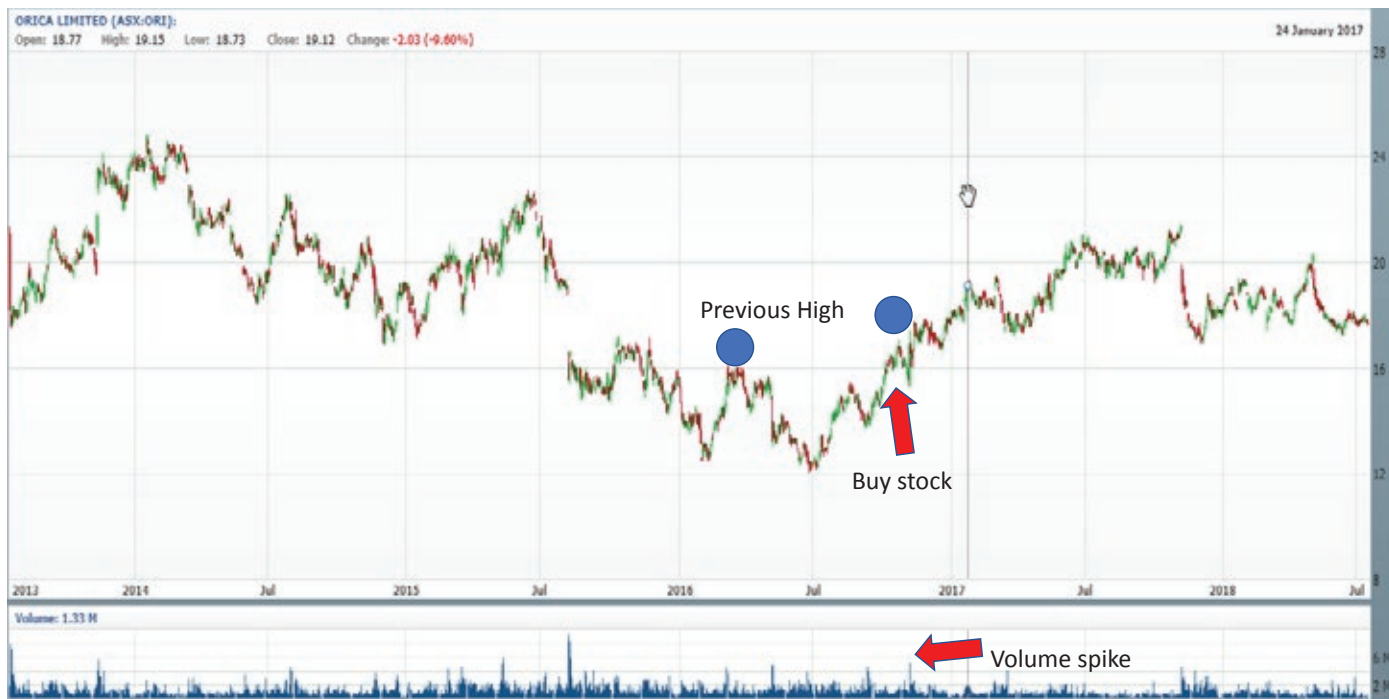 ORICA LIMITED (ASX:ORI):
Open: 18.77 High: 19.15 Low: 18.73 Close: 19.12 Change: -2.03 (-9.60%)
24 January 2017
28
24
20
Previous High
16
Buy stock
12
8
2013 2014 Jul 2015 Jul 2016 Jul 2017 Jul 2018 Jul
Volume: 1.33 M
Volume spike
6 M
2 M